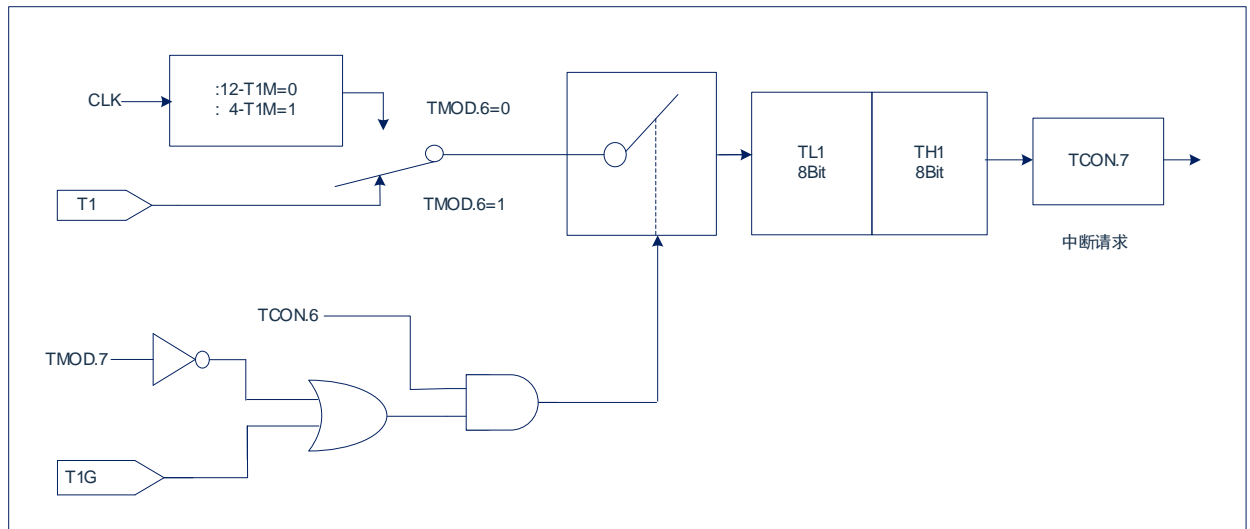 CLK
:12-T1M=0
: 4-T1M=1
TMOD.6=0
T1
TMOD.6=1
TL1
8Bit
TH1
8Bit
TCON.7
中断请求
TCON.6
TMOD.7
T1G